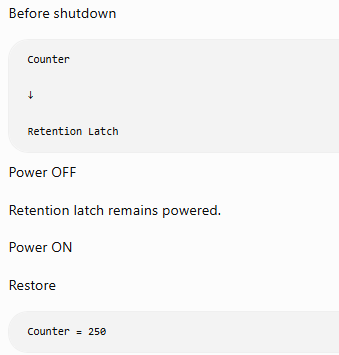 Before shutdown
Counter
↓
Retention Latch
Power OFF
Retention latch remains powered.
Power ON
Restore
Counter = 250